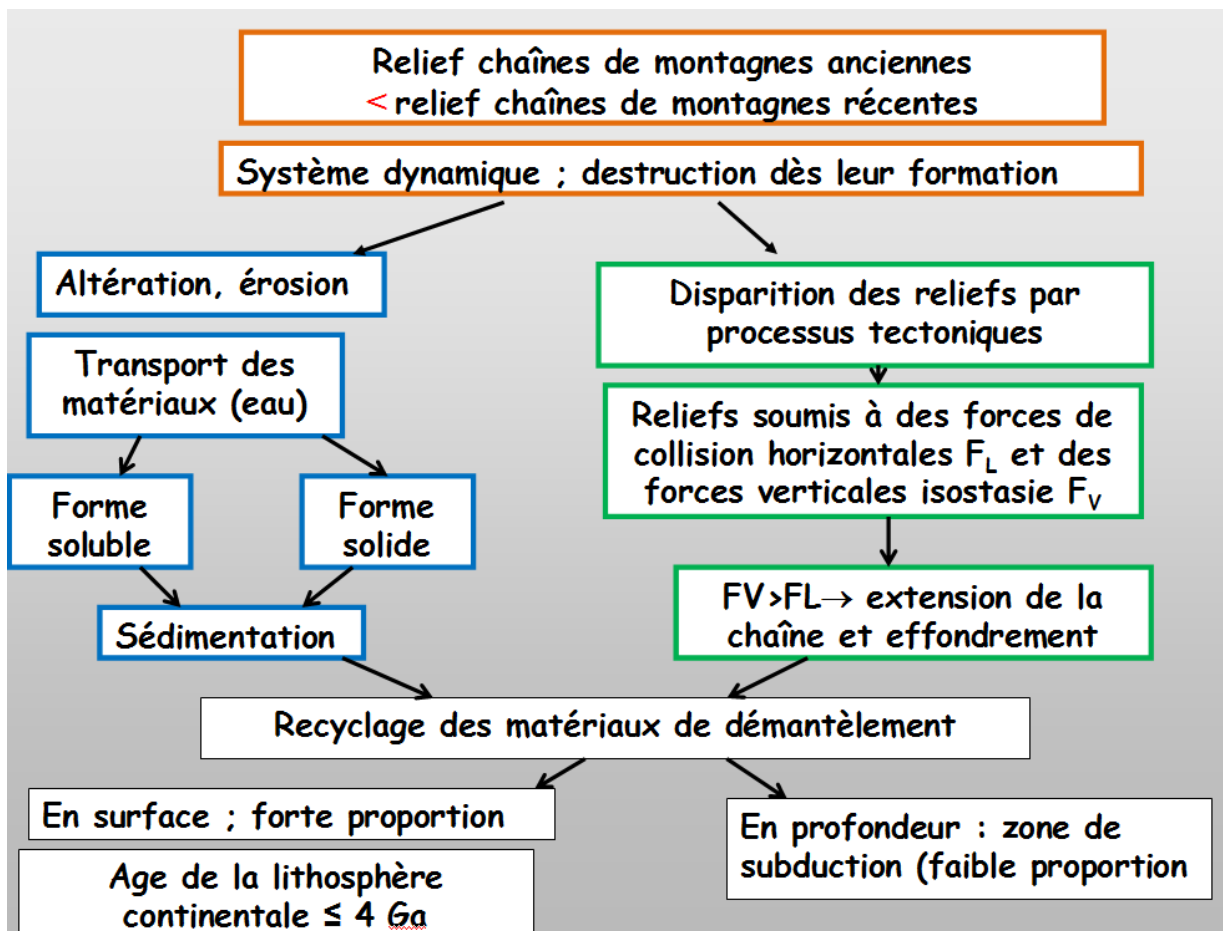 Relief chaînes de montagnes anciennes
< relief chaînes de montagnes récentes
Système dynamique ; destruction dès leur formation
Altération, érosion
Transport des
matériaux (eau)
Forme
soluble
Forme
solide
Sédimentation
Disparition des reliefs par
processus tectoniques
Reliefs soumis à des forces de
collision horizontales FL et des
forces verticales isostasie FV
FV>FL→ extension de la
chaîne et effondrement
Recyclage des matériaux de démantèlement
En surface ; forte proportion
Age de la lithosphère
continentale ≤ 4 Ga
En profondeur : zone de
subduction (faible proportion